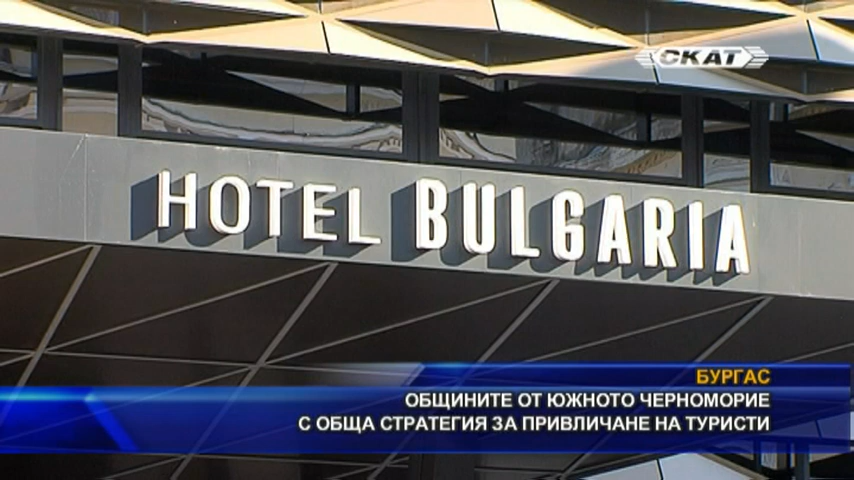 СКАТ
HOTEL BULGARIA
БУРГАС
ОБЩИНИТЕ ОТ ЮЖНОТО ЧЕРНОМОРИЕ
С ОБЩА СТРАТЕГИЯ ЗА ПРИВЛИЧАНЕ НА ТУРИСТИ